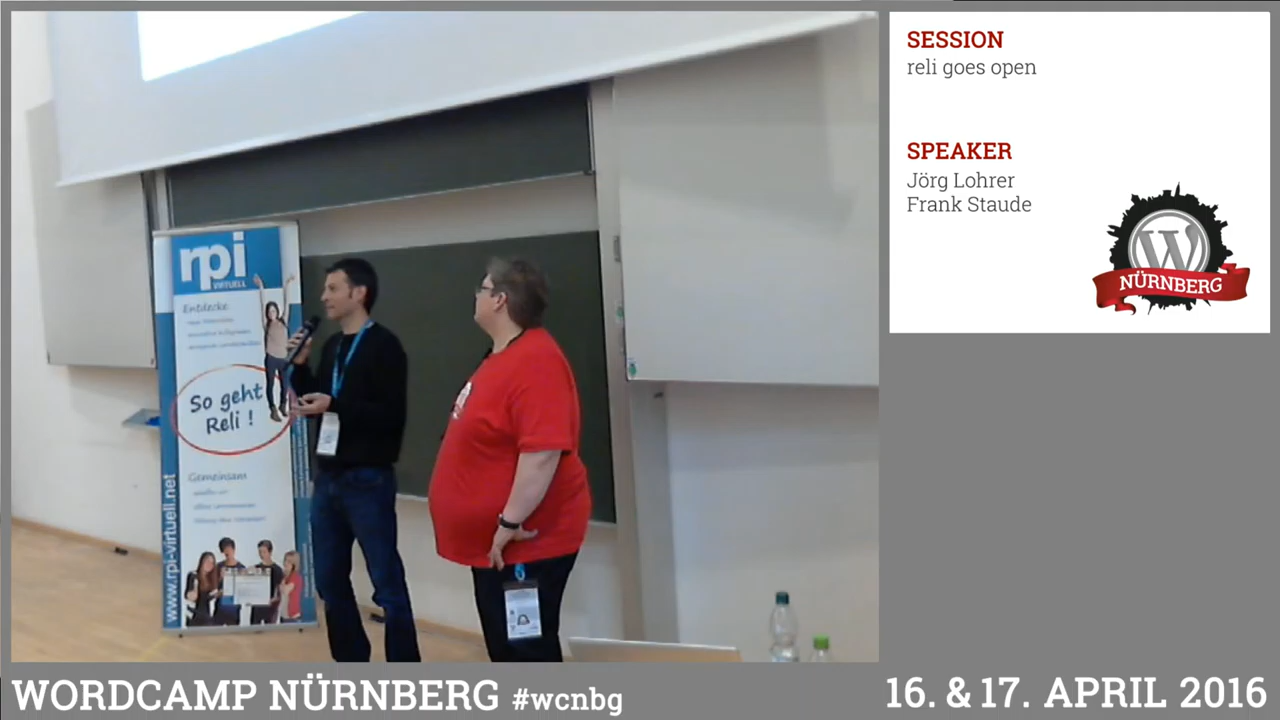 SESSION
reli goes open
SPEAKER
Jörg Lohrer
Frank Staude
W
NÜRNBERG
rpi
VIRTUELL
Entdecke
So geht
Reli !
Gemeinsam
www.rpi-virtuell.net
WORDCAMP NÜRNBERG #wcnbg
16. & 17. APRIL 2016